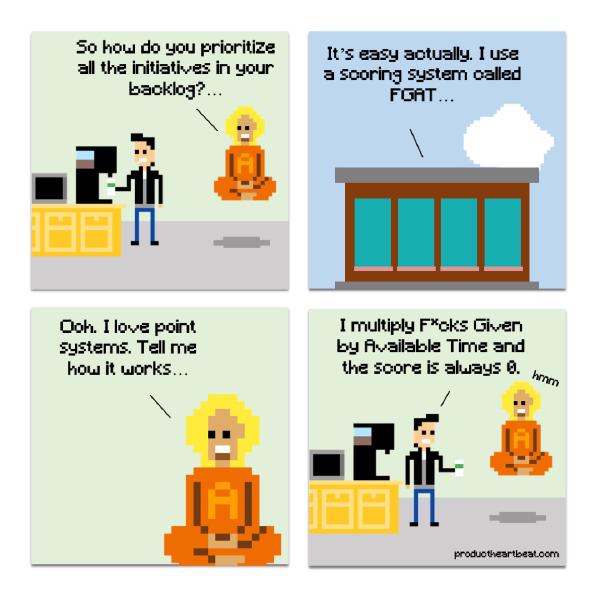 So how do you prioritize
all the initiatives in your
backlog?...
It's easy actually. I use
a scoring system called
FGAT...
Ooh. I love point
systems. Tell me
how it works...
I multiply F*cks Given
by Available Time and
the score is always 0.
hmm
productheartbeat.com